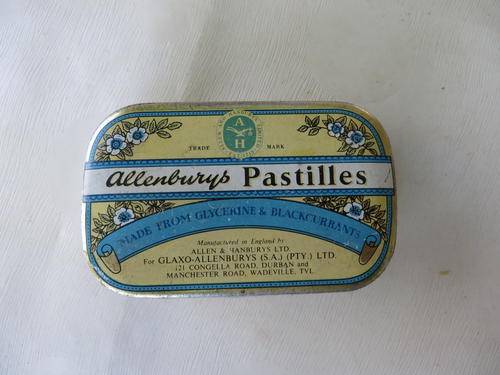 A
H
TRADE MARK
Allenburys Pastilles
MADE FROM GLYCERINE & BLACKCURRANTS
Manufactured in England by
ALLEN & HANBURYS LTD.
For GLAXO-ALLENBURYS (S.A.) (PTY.) LTD.
121 CONGELLA ROAD, DURBAN and
MANCHESTER ROAD, WADEVILLE, TVL